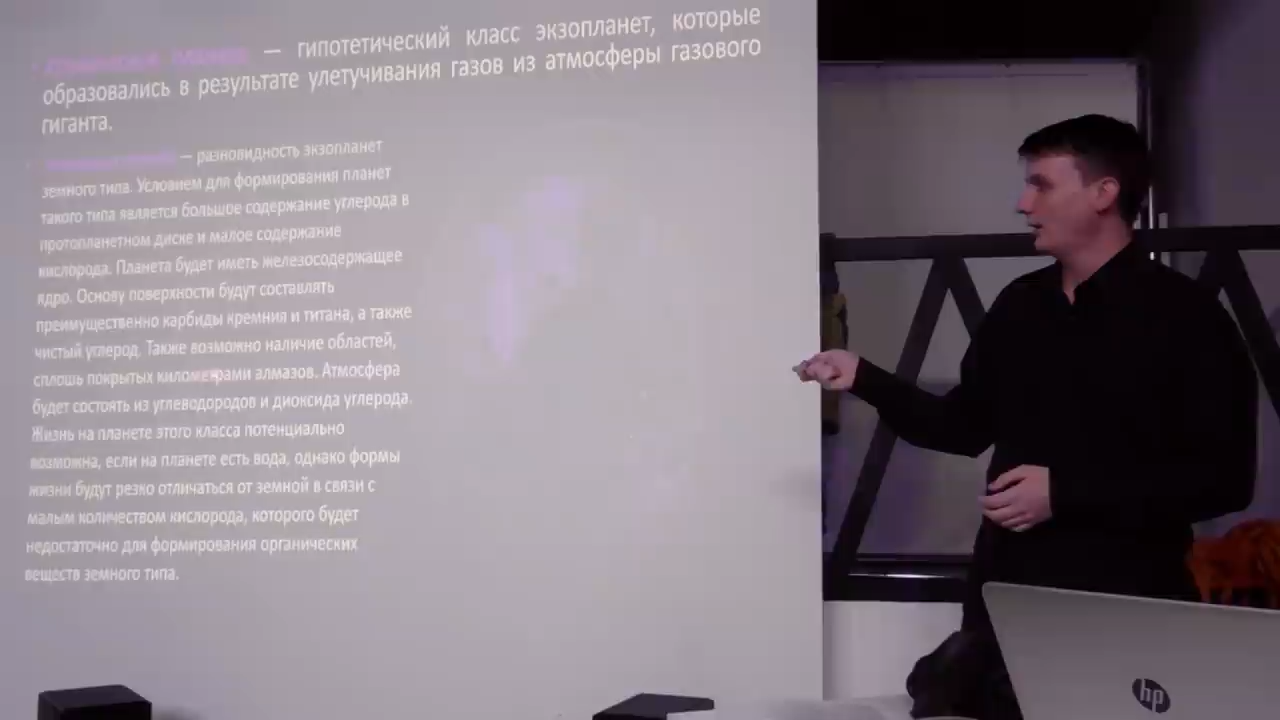 — гипотетический класс экзопланет, которые
образовались в результате улетучивания газов из атмосферы газового
гиганта.
— разновидность экзопланет
земного типа. Условием для формирования планет
такого типа является большое содержание углерода в
протопланетном диске и малое содержание
кислорода. Планета будет иметь железосодержащее
ядро. Основу поверхности будут составлять
преимущественно карбиды кремния и титана, а также
чистый углерод. Также возможно наличие областей,
сплошь покрытых километрами алмазов. Атмосфера
будет состоять из углеводородов и диоксида углерода.
Жизнь на планете этого класса потенциально
возможна, если на планете есть вода, однако формы
жизни будут резко отличаться от земной в связи с
малым количеством кислорода, которого будет
недостаточно для формирования органических
веществ земного типа.
hp